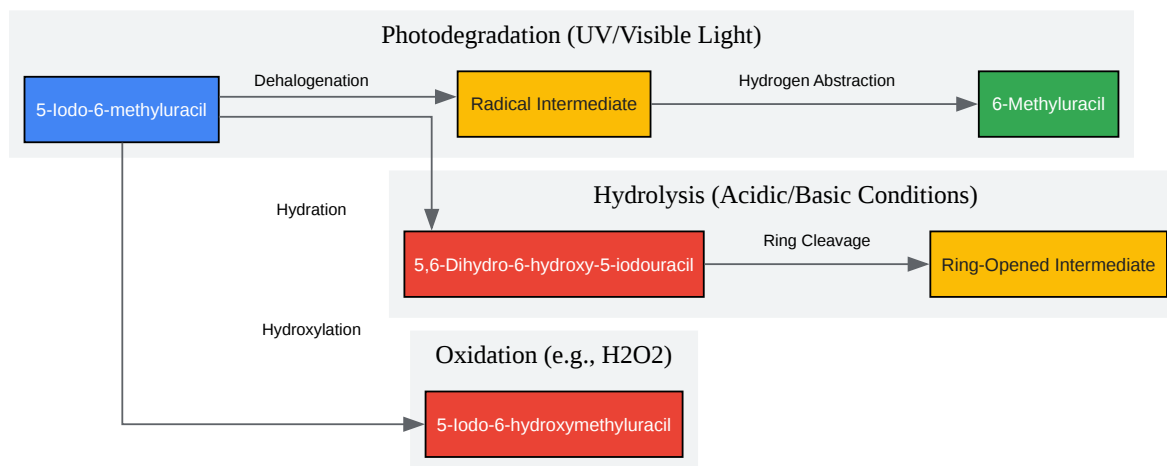 Photodegradation (UV/Visible Light)
5-Iodo-6-methyluracil
Dehalogenation
Radical Intermediate
Hydrogen Abstraction
6-Methyluracil
Hydration
Hydrolysis (Acidic/Basic Conditions)
5,6-Dihydro-6-hydroxy-5-iodouracil
Ring Cleavage
Ring-Opened Intermediate
Hydroxylation
Oxidation (e.g., H2O2)
5-Iodo-6-hydroxymethyluracil